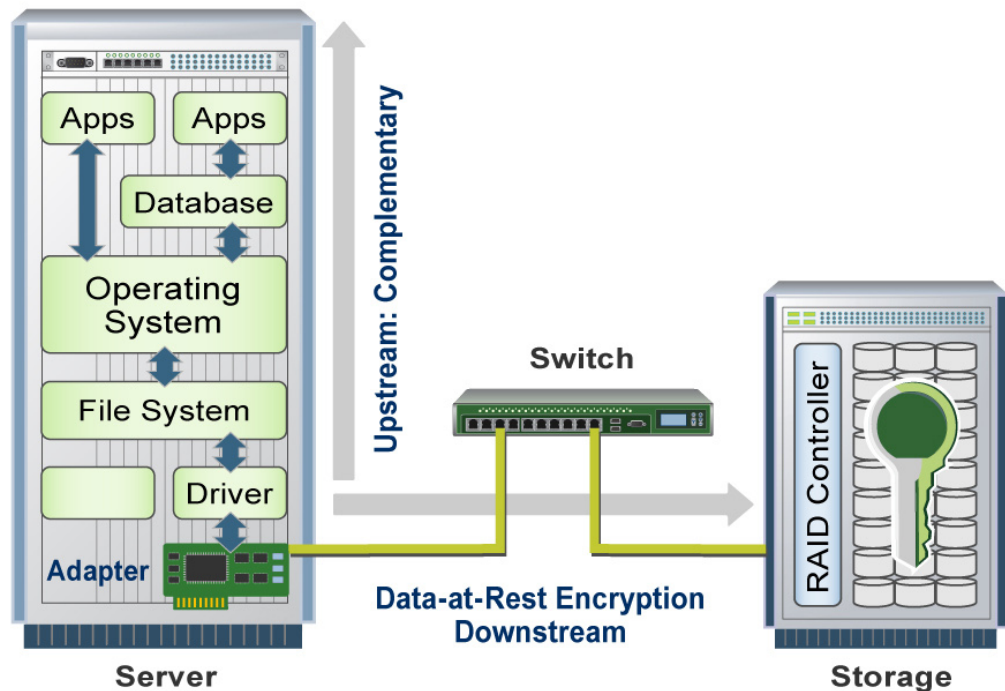 Apps
Apps
Database
Operating
System
File System
Driver
Adapter
Server
Upstream: Complementary
Switch
Data-at-Rest Encryption
Downstream
RAID Controller
Storage